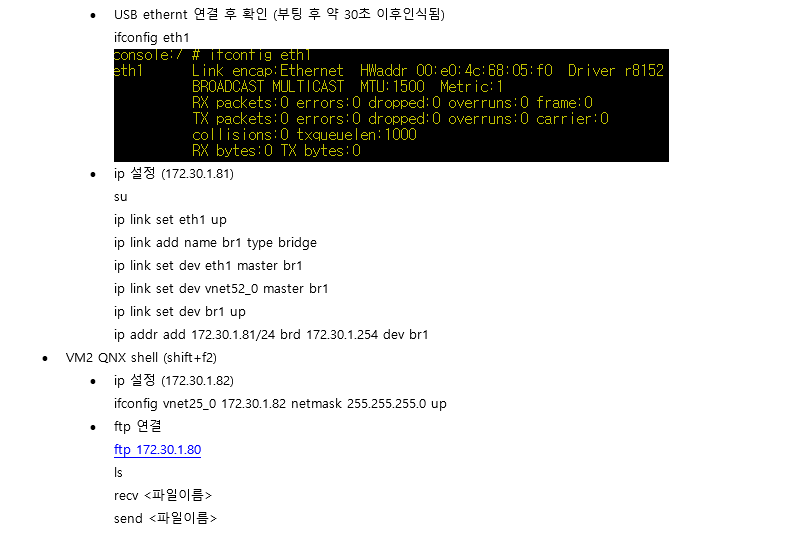 USB ethernt 연결 후 확인 (부팅 후 약 30초 이후인식됨)
ifconfig eth1
console:/ # ifconfig eth1
eth1 Link encap:Ethernet HWaddr 00:e0:4c:68:05:f0 Driver r8152
BROADCAST MULTICAST MTU:1500 Metric:1
RX packets:0 errors:0 dropped:0 overruns:0 frame:0
TX packets:0 errors:0 dropped:0 overruns:0 carrier:0
collisions:0 txqueuelen:1000
RX bytes:0 TX bytes:0
ip 설정 (172.30.1.81)
su
ip link set eth1 up
ip link add name br1 type bridge
ip link set dev eth1 master br1
ip link set dev vnet52_0 master br1
ip link set dev br1 up
ip addr add 172.30.1.81/24 brd 172.30.1.254 dev br1
VM2 QNX shell (shift+f2)
ip 설정 (172.30.1.82)
ifconfig vnet25_0 172.30.1.82 netmask 255.255.255.0 up
ftp 연결
ftp 172.30.1.80
ls
recv <파일이름>
send <파일이름>